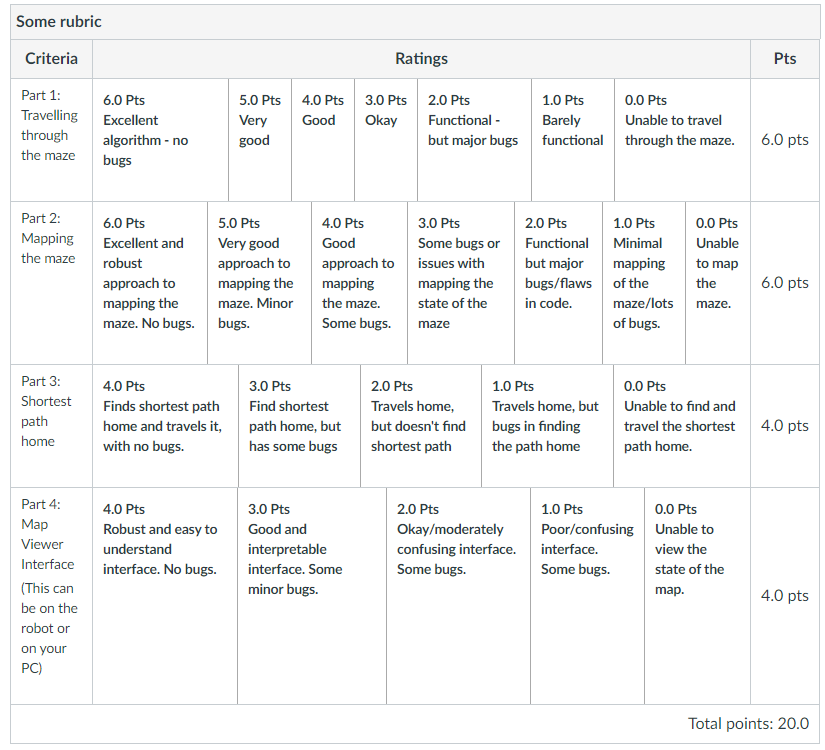 Some rubric
Criteria
Ratings
Pts
Part 1:
Travelling
through
the maze
6.0 Pts
Excellent
algorithm - no
bugs
5.0 Pts
Very
good
4.0 Pts
Good
3.0 Pts
Okay
2.0 Pts
Functional -
but major bugs
1.0 Pts
Barely
functional
0.0 Pts
Unable to travel
through the maze.
6.0 pts
Part 2:
Mapping
the maze
6.0 Pts
Excellent and
robust
approach to
mapping the
maze. No bugs.
5.0 Pts
Very good
approach to
mapping the
maze. Minor
bugs.
4.0 Pts
Good
approach to
mapping
the maze.
Some bugs.
3.0 Pts
Some bugs or
issues with
mapping the
state of the
maze
2.0 Pts
Functional
but major
bugs/flaws
in code.
1.0 Pts
Minimal
mapping
of the
maze/lots
of bugs.
0.0 Pts
Unable
to map
the
maze.
6.0 pts
Part 3:
Shortest
path
home
4.0 Pts
Finds shortest path
home and travels it,
with no bugs.
3.0 Pts
Find shortest
path home, but
has some bugs
2.0 Pts
Travels home,
but doesn't find
shortest path
1.0 Pts
Travels home, but
bugs in finding
the path home
0.0 Pts
Unable to find and
travel the shortest
path home.
4.0 pts
Part 4:
Map
Viewer
Interface
(This can
be on the
robot or
on your
PC)
4.0 Pts
Robust and easy to
understand
interface. No bugs.
3.0 Pts
Good and
interpretable
interface. Some
minor bugs.
2.0 Pts
Okay/moderately
confusing interface.
Some bugs.
1.0 Pts
Poor/confusing
interface.
Some bugs.
0.0 Pts
Unable to
view the
state of the
map.
4.0 pts
Total points: 20.0